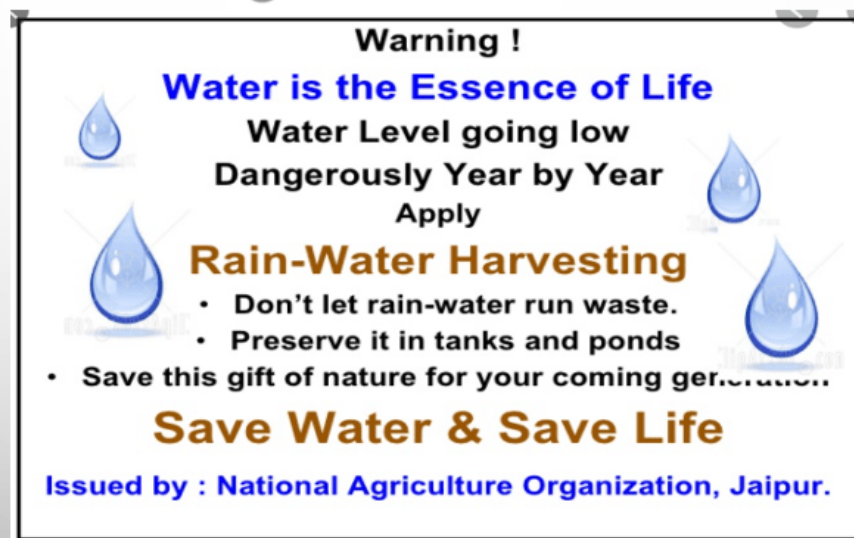 Warning !
Water is the Essence of Life
Water Level going low
Dangerously Year by Year
Apply
Rain-Water Harvesting
• Don't let rain-water run waste.
• Preserve it in tanks and ponds
• Save this gift of nature for your coming generation
Save Water & Save Life
Issued by : National Agriculture Organization, Jaipur.